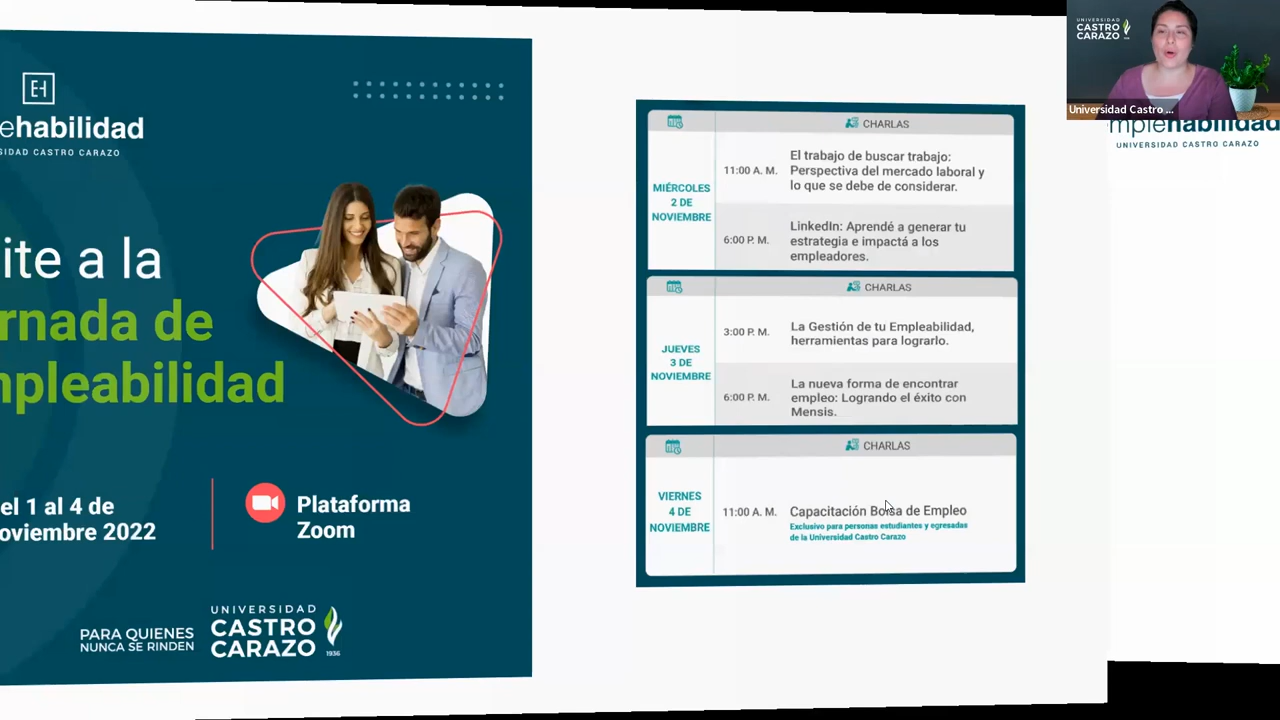 EH
ehabilidad
SIDAD CASTRO CARAZO
ite a la
rnada de
mpleabilidad
el 1 al 4 de
oviembre 2022
Plataforma
Zoom
PARA QUIENES
NUNCA SE RINDEN
UNIVERSIDAD
CASTRO
CARAZO
1936
CHARLAS
MIÉRCOLES
2 DE
NOVIEMBRE
11:00 A. M.
El trabajo de buscar trabajo:
Perspectiva del mercado laboral y
lo que se debe de considerar.
6:00 P. M.
LinkedIn: Aprendé a generar tu
estrategia e impactá a los
empleadores.
CHARLAS
JUEVES
3 DE
NOVIEMBRE
3:00 P. M.
La Gestión de tu Empleabilidad,
herramientas para lograrlo.
6:00 P. M.
La nueva forma de encontrar
empleo: Logrando el éxito con
Mensis.
CHARLAS
VIERNES
4 DE
NOVIEMBRE
11:00 A. M.
Capacitación Bolsa de Empleo
Exclusivo para personas estudiantes y egresadas
de la Universidad Castro Carazo
UNIVERSIDAD
CASTRO
CARAZO
Universidad Castro ...
mplehabilidad
UNIVERSIDAD CASTRO CARAZO